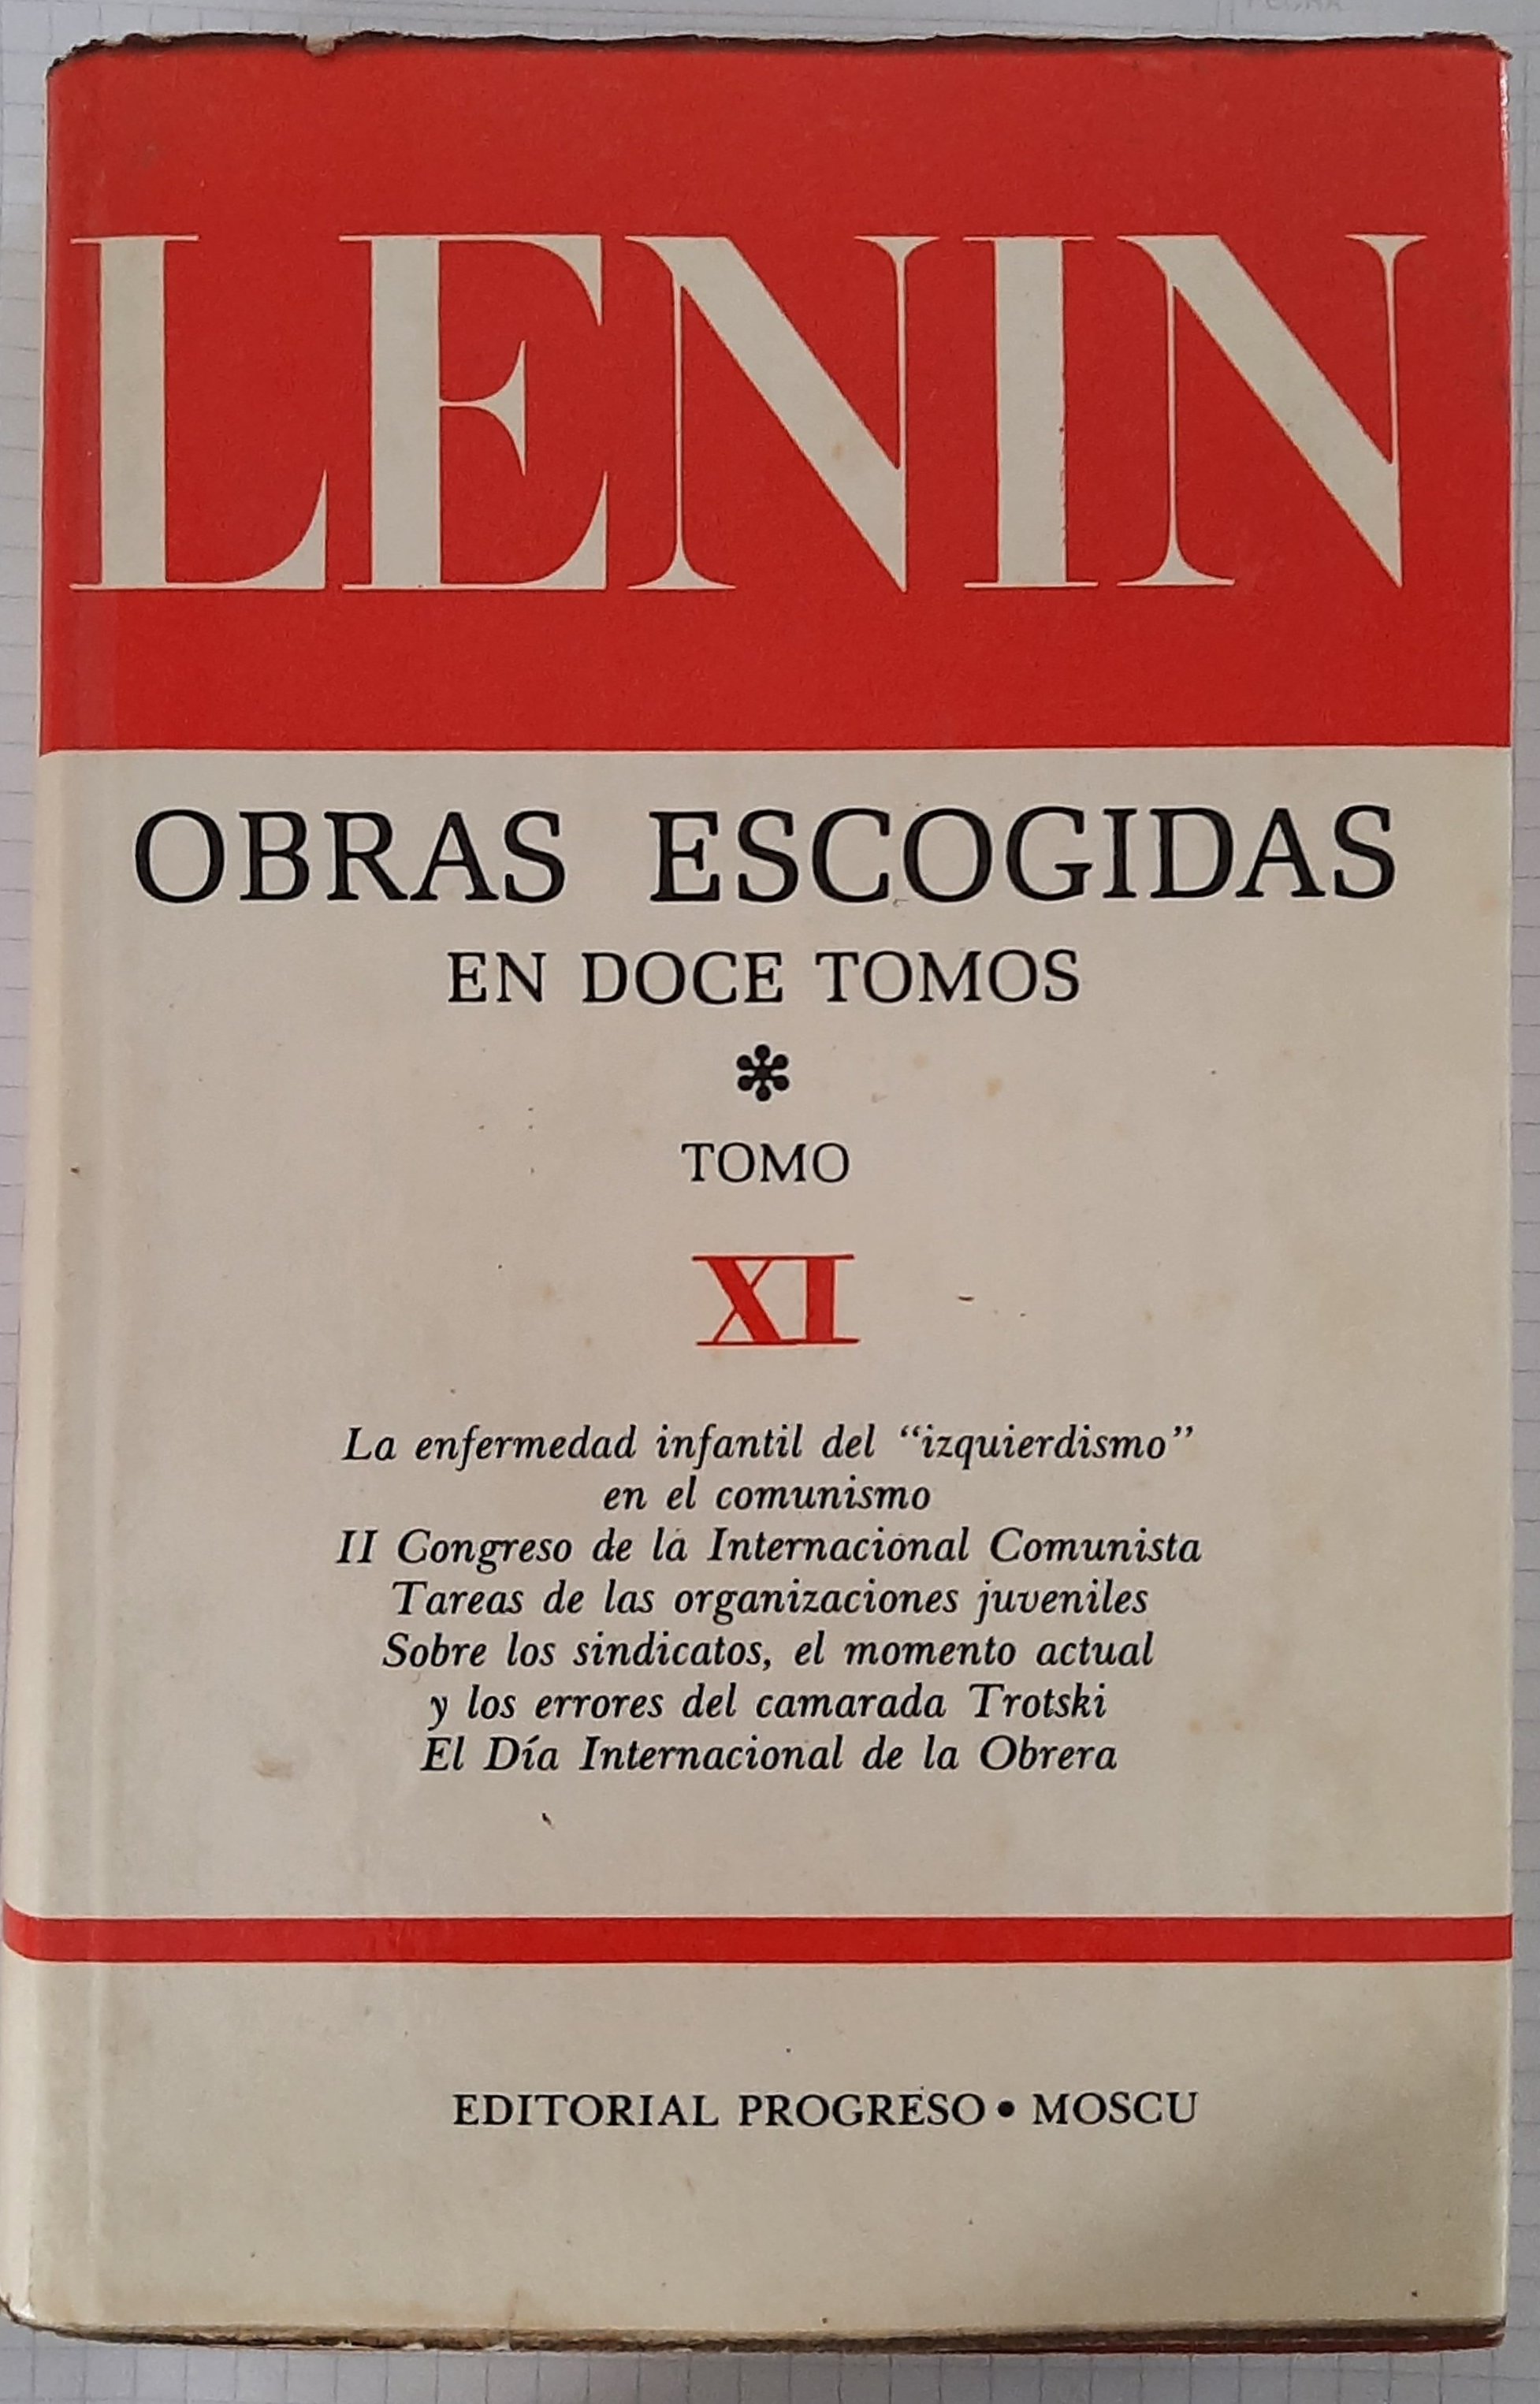 LENIN
OBRAS ESCOGIDAS
EN DOCE TOMOS
*
TOMO
XI
La enfermedad infantil del “izquierdismo”
en el comunismo
II Congreso de la Internacional Comunista
Tareas de las organizaciones juveniles
Sobre los sindicatos, el momento actual
y los errores del camarada Trotski
El Día Internacional de la Obrera
EDITORIAL PROGRESO • MOSCU